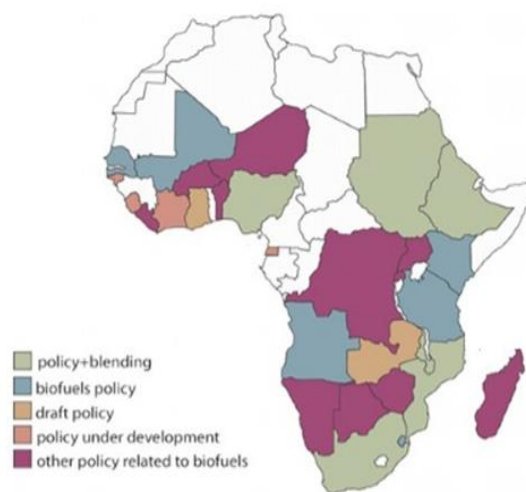 policy+blending
biofuels policy
draft policy
policy under development
other policy related to biofuels